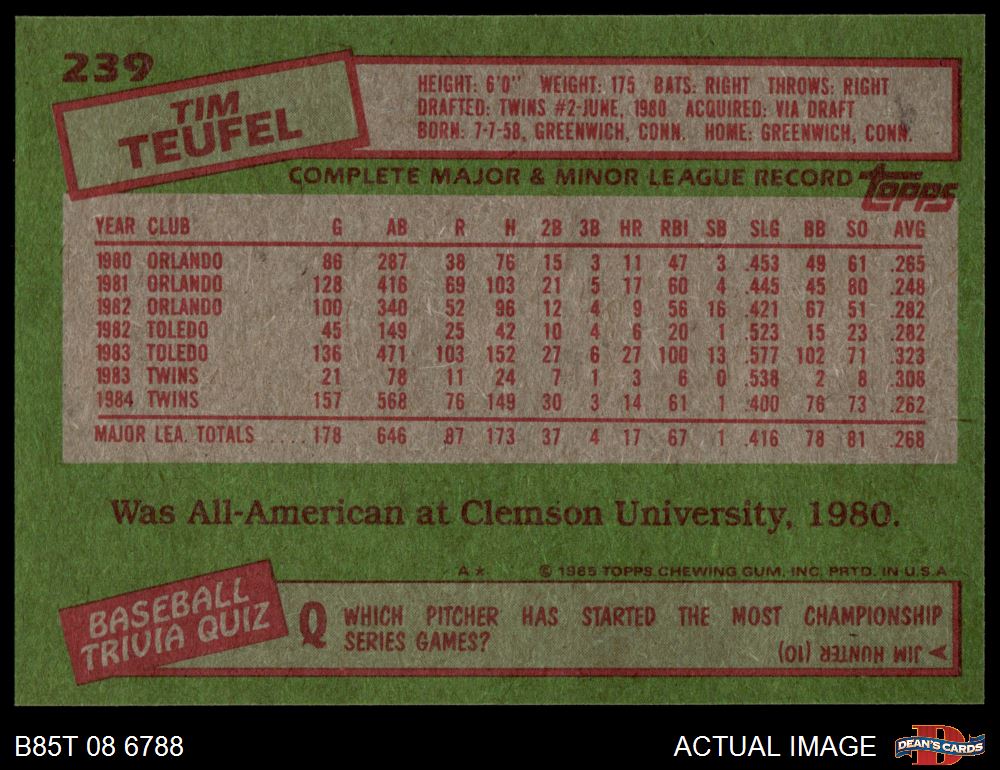 239
TIM
TEUFEL
HEIGHT: 6'0" WEIGHT: 175 BATS: RIGHT THROWS: RIGHT
DRAFTED: TWINS #2-JUNE, 1980 ACQUIRED: VIA DRAFT
BORN: 7-7-58, GREENWICH, CONN. HOME: GREENWICH, CONN.
COMPLETE MAJOR & MINOR LEAGUE RECORD topps
YEAR CLUB G AB R H 2B 3B HR RBI SB SLG BB SO AVG
1980 ORLANDO 86 287 38 76 15 3 11 47 3 .453 49 61 .265
1981 ORLANDO 128 416 69 103 21 5 17 60 4 .445 45 80 .248
1982 ORLANDO 100 340 52 96 12 4 9 56 16 .421 67 51 .282
1982 TOLEDO 45 149 25 42 10 4 6 20 1 .523 15 23 .282
1983 TOLEDO 136 471 103 152 27 6 27 100 13 .577 102 71 .323
1983 TWINS 21 78 11 24 7 1 3 6 0 .538 2 8 .308
1984 TWINS 157 568 76 149 30 3 14 61 1 .400 76 73 .262
MAJOR LEA. TOTALS .... 178 646 87 173 37 4 17 67 1 .416 78 81 .268
Was All-American at Clemson University, 1980.
A* © 1985 TOPPS CHEWING GUM, INC. PRTD. IN U.S.A.
BASEBALL
TRIVIA QUIZ
Q WHICH PITCHER HAS STARTED THE MOST CHAMPIONSHIP
SERIES GAMES?
A JIM HUNTER (10)
B85T 08 6788
ACTUAL IMAGE
DEAN'S CARDS